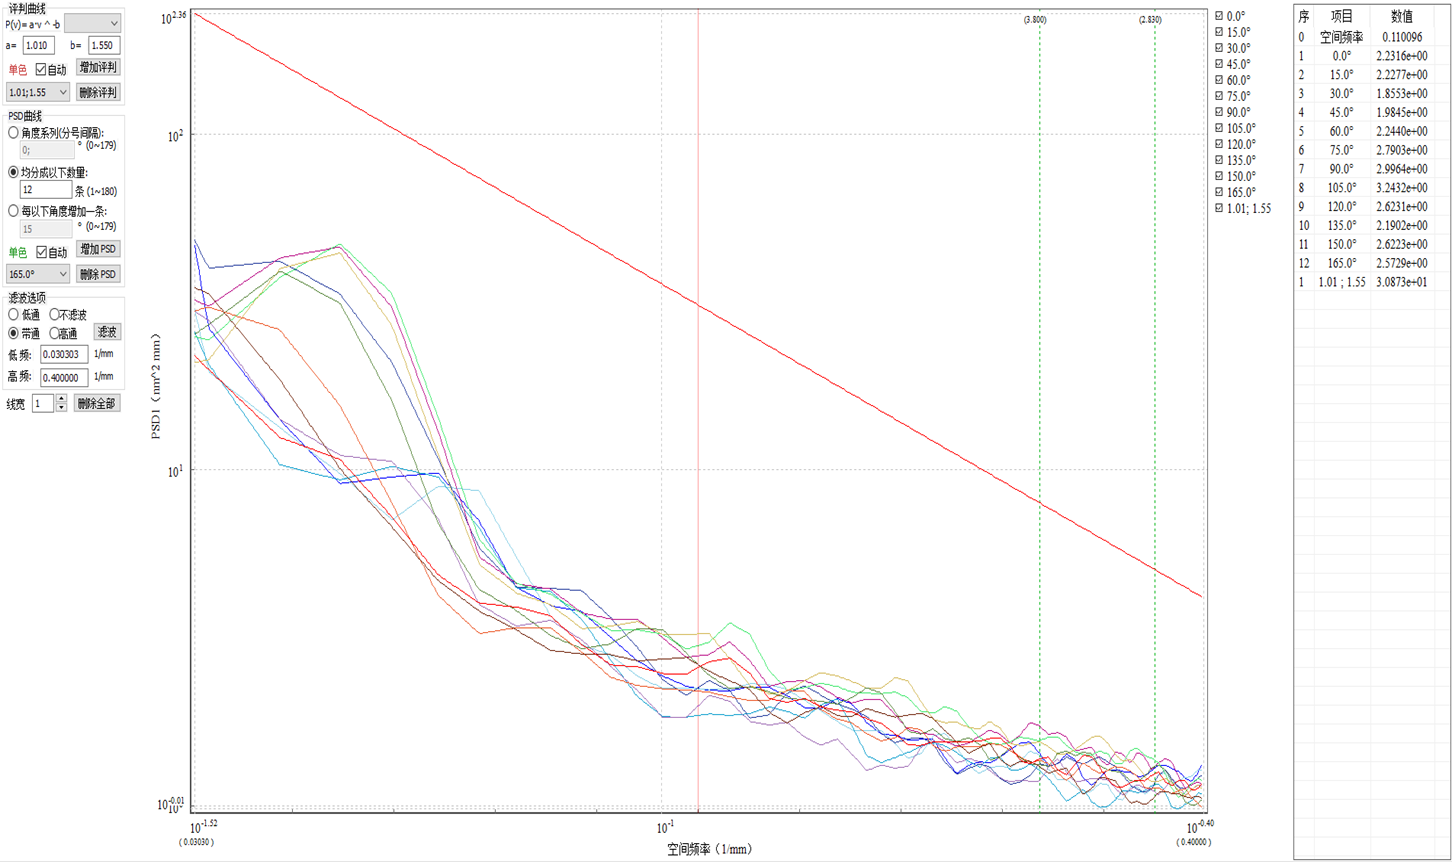 评判曲线
P(v)= a·v ^ -b
a= 1.010 b= 1.550
单色 自动 增加评判
1.01;1.55 删除评判
PSD曲线
角度系列(分号间隔):
0; ° (0~179)
均分成以下数量:
12 条 (1~180)
每以下角度增加一条:
15 ° (0~179)
单色 自动 增加 PSD
165.0° 删除 PSD
滤波选项
低通 不滤波
带通 高通 滤波
低 频: 0.030303 1/mm
高 频: 0.400000 1/mm
线宽 1 删除全部
10^2.36
10^2
10^1
10^-0.01
10^0
PSD1 (nm^2 mm)
10^-1.52
( 0.03030 )
10^-1
10^-0.40
( 0.40000 )
空间频率 (1/mm)
(3.800)
(2.830)
0.0°
15.0°
30.0°
45.0°
60.0°
75.0°
90.0°
105.0°
120.0°
135.0°
150.0°
165.0°
1.01; 1.55
序 项目 数值
0 空间频率 0.110096
1 0.0° 2.2316e+00
2 15.0° 2.2277e+00
3 30.0° 1.8553e+00
4 45.0° 1.9845e+00
5 60.0° 2.2440e+00
6 75.0° 2.7903e+00
7 90.0° 2.9964e+00
8 105.0° 3.2432e+00
9 120.0° 2.6231e+00
10 135.0° 2.1902e+00
11 150.0° 2.6223e+00
12 165.0° 2.5729e+00
1 1.01 ; 1.55 3.0873e+01